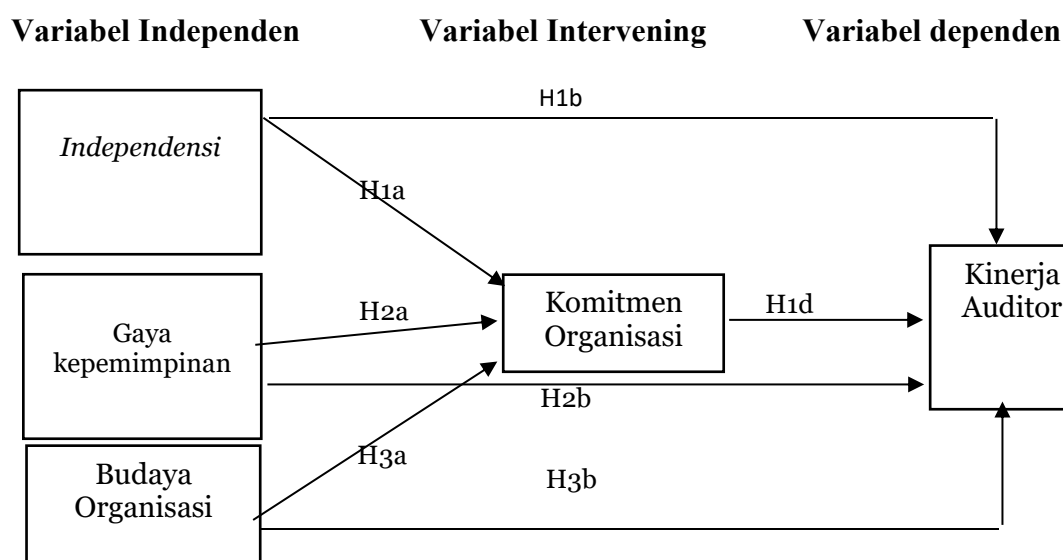 Variabel Independen
Variabel Intervening
Variabel dependen
H1b
Independensi
H1a
Gaya
kepemimpinan
H2a
Komitmen
Organisasi
H1d
Kinerja
Auditor
H2b
Budaya
Organisasi
H3a
H3b